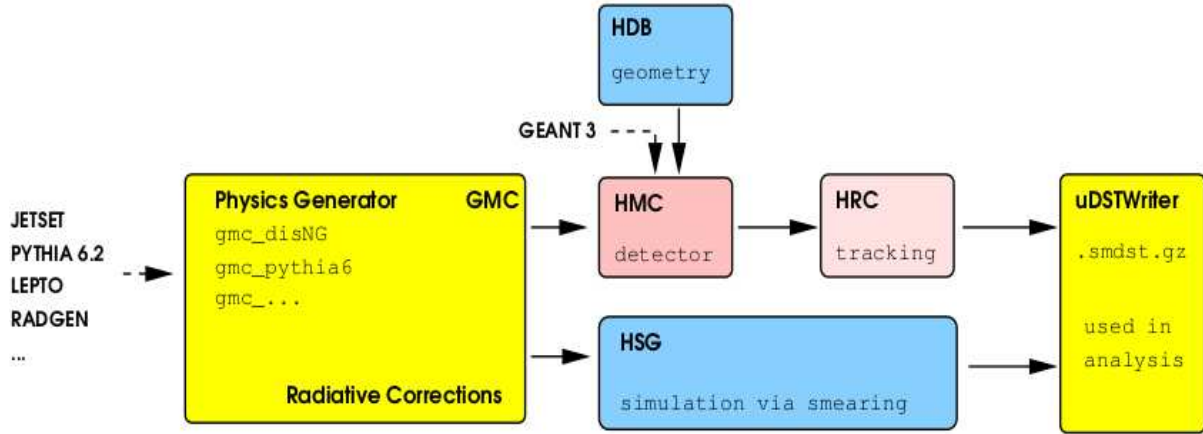 HDB
geometry
GEANT 3
JETSET
PYTHIA 6.2
LEPTO
RADGEN
...
Physics Generator GMC
gmc_disNG
gmc_pythia6
gmc_...
Radiative Corrections
HMC
detector
HRC
tracking
HSG
simulation via smearing
uDSTWriter
.smdst.gz
used in
analysis